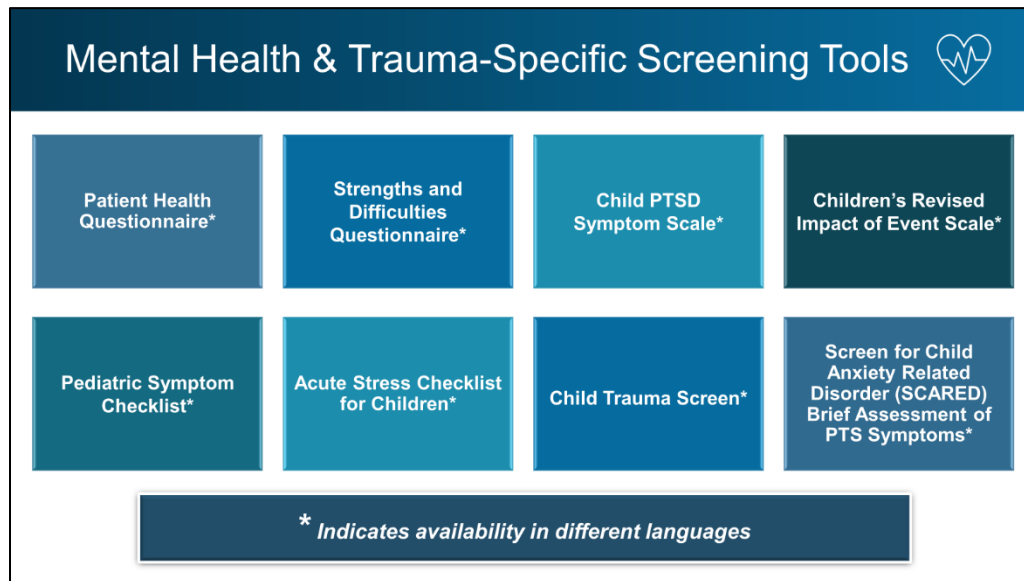 Mental Health & Trauma-Specific Screening Tools
Patient Health
Questionnaire*
Strengths and
Difficulties
Questionnaire*
Child PTSD
Symptom Scale*
Children’s Revised
Impact of Event Scale*
Pediatric Symptom
Checklist*
Acute Stress Checklist
for Children*
Child Trauma Screen*
Screen for Child
Anxiety Related
Disorder (SCARED)
Brief Assessment of
PTS Symptoms*
* Indicates availability in different languages